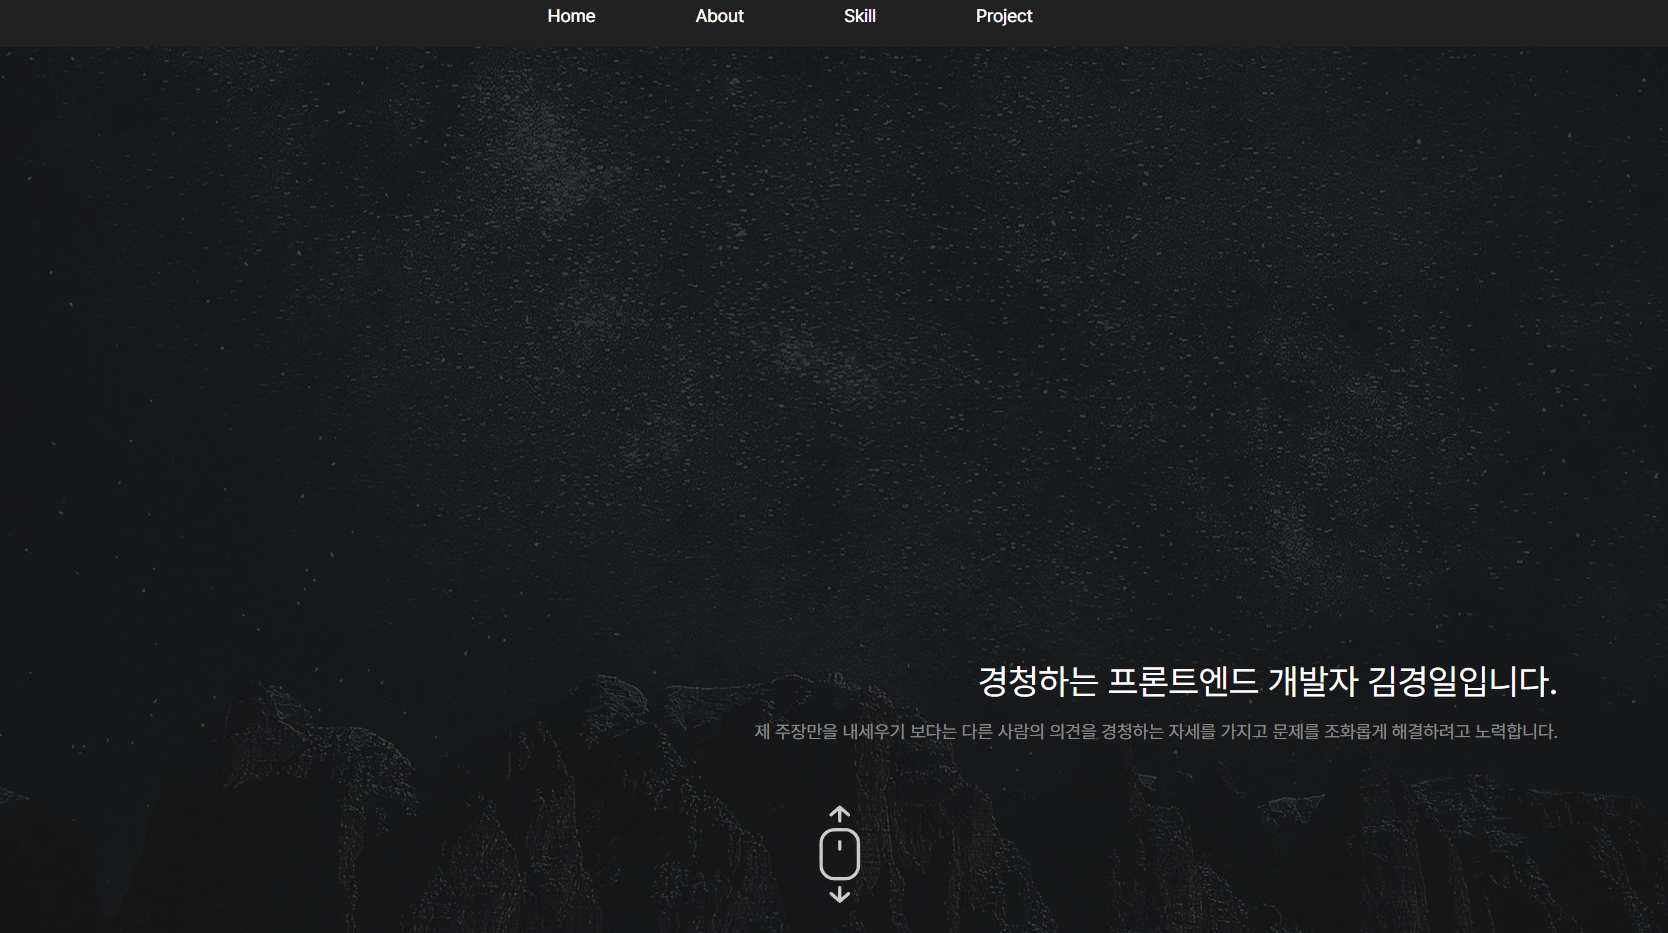 Home About Skill Project
경청하는 프론트엔드 개발자 김경일입니다.
제 주장만을 내세우기 보다는 다른 사람의 의견을 경청하는 자세를 가지고 문제를 조화롭게 해결하려고 노력합니다.